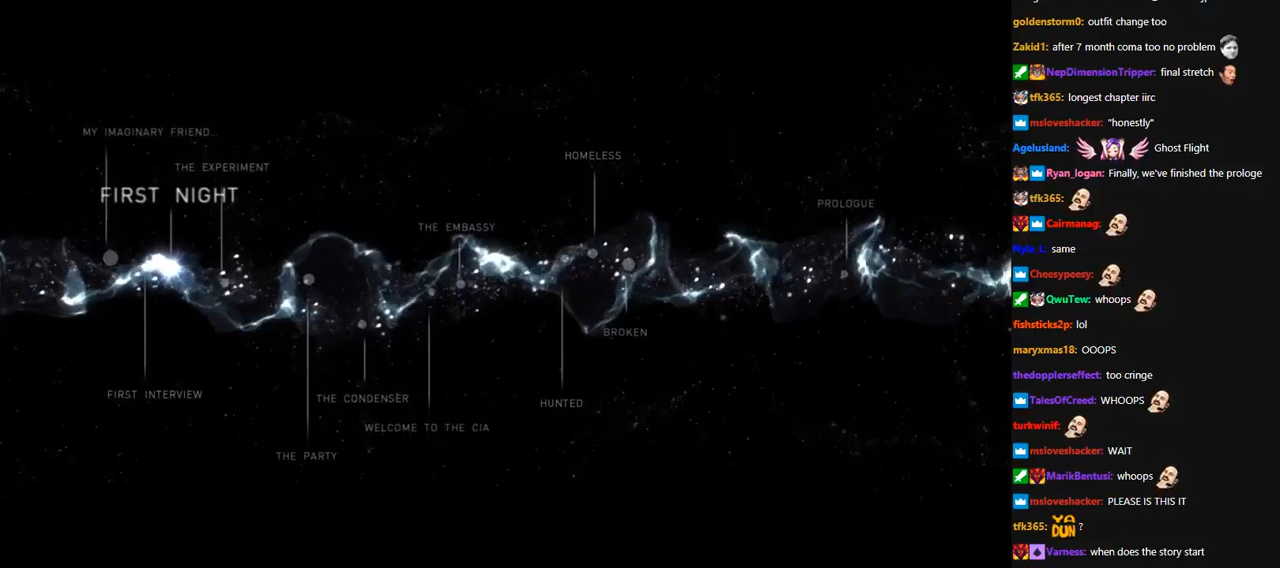 MY IMAGINARY FRIEND...
THE EXPERIMENT
FIRST NIGHT
HOMELESS
PROLOGUE
THE EMBASSY
BROKEN
FIRST INTERVIEW
THE CONDENSER
HUNTED
WELCOME TO THE CIA
THE PARTY
goldenstorm0: outfit change too
Zakid1: after 7 month coma too no problem
NepDimensionTripper: final stretch
tfk365: longest chapter iirc
msloveshacker: "honestly"
Agelusland: Ghost Flight
Ryan_logan: Finally, we've finished the prologe
tfk365:
Cairmanag:
same
Cheesypeesy:
QwuTew: whoops
fishsticks2p: lol
maryxmas18: OOOPS
thedopplerseffect: too cringe
TalesOfCreed: WHOOPS
turkwinif:
msloveshacker: WAIT
MarikBentusi: whoops
msloveshacker: PLEASE IS THIS IT
tfk365: YA DUN ?
Varness: when does the story start